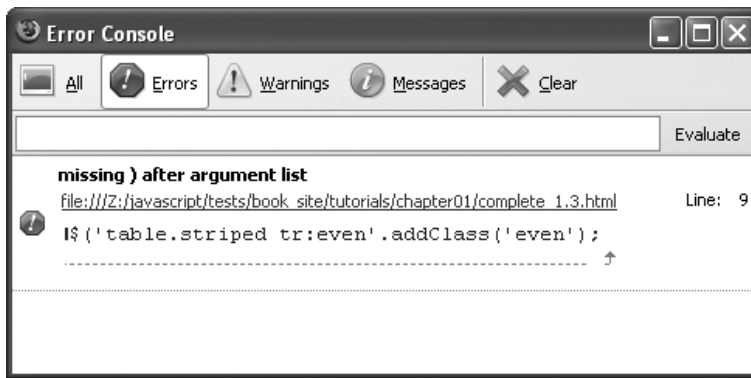 Error Console
All Errors Warnings Messages Clear
Evaluate
missing ) after argument list
file:///Z:/javascript/tests/book_site/tutorials/chapter01/complete_1.3.html Line: 9
$('table.striped tr:even'.addClass('even');